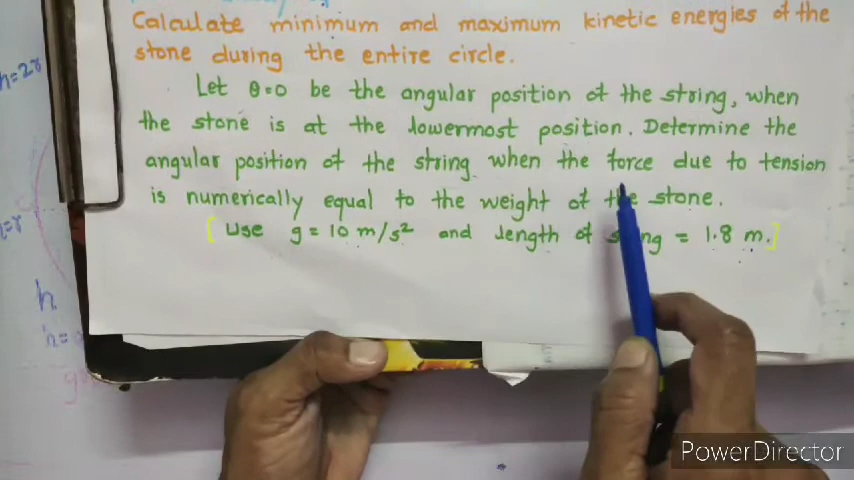 Calculate minimum and maximum kinetic energies of the
stone during the entire circle.
Let θ=0 be the angular position of the string, when
the stone is at the lowermost position. Determine the
angular position of the string when the force due to tension
is numerically equal to the weight of the stone.
[Use g = 10 m/s² and length of string = 1.8 m.]
h=2r
h=r
h
h=0
PowerDirector